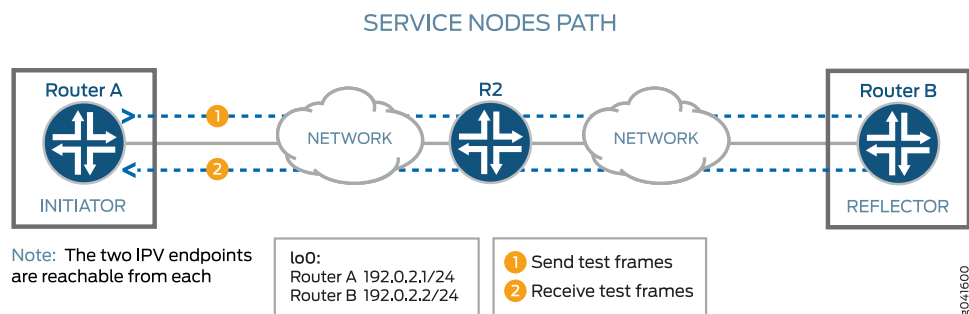 SERVICE NODES PATH
Router A
R2
Router B
1
NETWORK
NETWORK
2
INITIATOR
REFLECTOR
Note: The two IPV endpoints
are reachable from each
lo0:
Router A 192.0.2.1/24
Router B 192.0.2.2/24
1 Send test frames
2 Receive test frames